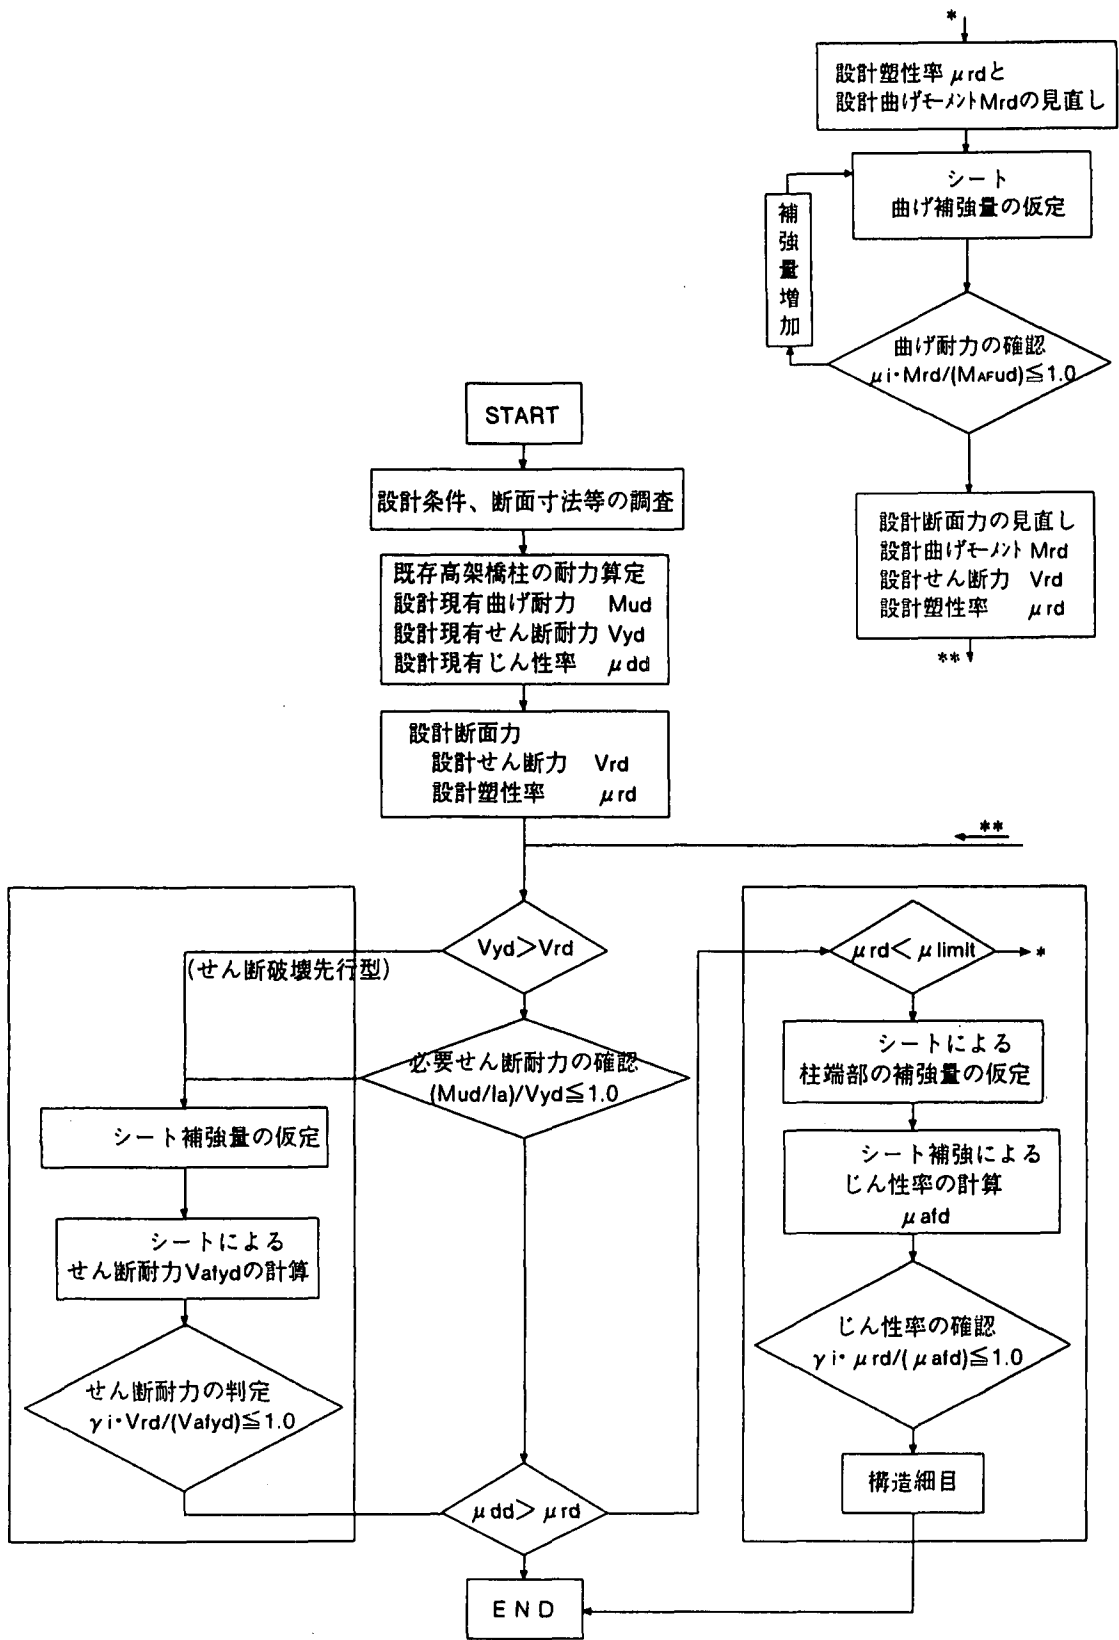 *
設計塑性率 μrdと
設計曲げモーメントMrdの見直し
シート
曲げ補強量の仮定
補強量増加
曲げ耐力の確認
μi・Mrd/(MAFud)≦1.0
設計断面力の見直し
設計曲げモーメント Mrd
設計せん断力 Vrd
設計塑性率 μrd
**
START
設計条件、断面寸法等の調査
既存高架橋柱の耐力算定
設計現有曲げ耐力 Mud
設計現有せん断耐力 Vyd
設計現有じん性率 μdd
設計断面力
設計せん断力 Vrd
設計塑性率 μrd
**
Vyd>Vrd
(せん断破壊先行型)
必要せん断耐力の確認
(Mud/la)/Vyd≦1.0
シート補強量の仮定
シートによる
せん断耐力Vafydの計算
せん断耐力の判定
γi・Vrd/(Vafyd)≦1.0
μdd>μrd
μrd<μlimit
*
シートによる
柱端部の補強量の仮定
シート補強による
じん性率の計算
μafd
じん性率の確認
γi・μrd/(μafd)≦1.0
構造細目
END